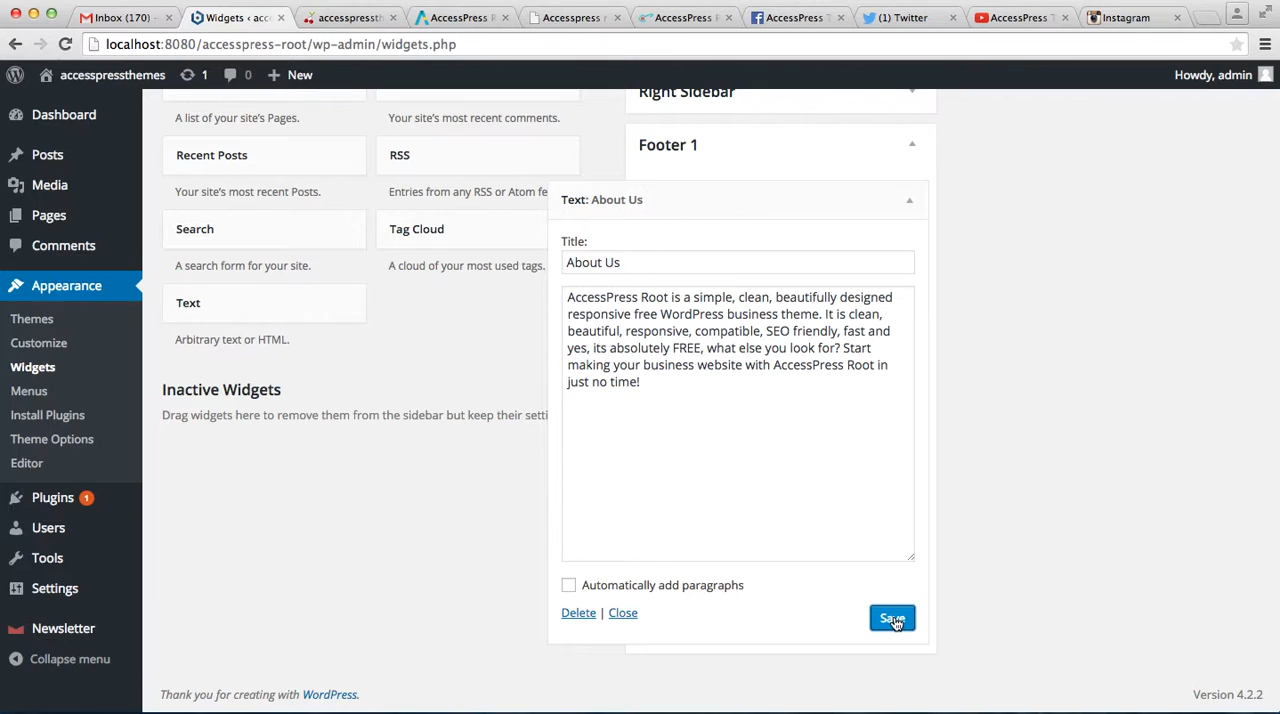 Inbox (170) -
Widgets ‹ acc
accesspressth
AccessPress R
Accesspress r
AccessPress F
AccessPress T
(1) Twitter
AccessPress T
Instagram
localhost:8080/accesspress-root/wp-admin/widgets.php
accesspressthemes 1 0 New
Howdy, admin
Dashboard
Posts
Media
Pages
Comments
Appearance
Themes
Customize
Widgets
Menus
Install Plugins
Theme Options
Editor
Plugins 1
Users
Tools
Settings
Newsletter
Collapse menu
A list of your site's Pages.
Your site's most recent comments.
Recent Posts
RSS
Your site's most recent Posts.
Entries from any RSS or Atom fe
Search
Tag Cloud
A search form for your site.
A cloud of your most used tags.
Text
Arbitrary text or HTML.
Inactive Widgets
Drag widgets here to remove them from the sidebar but keep their setti
Right Sidebar
Footer 1
Text: About Us
Title:
About Us
AccessPress Root is a simple, clean, beautifully designed
responsive free WordPress business theme. It is clean,
beautiful, responsive, compatible, SEO friendly, fast and
yes, its absolutely FREE, what else you look for? Start
making your business website with AccessPress Root in
just no time!
Automatically add paragraphs
Delete | Close
Save
Thank you for creating with WordPress.
Version 4.2.2